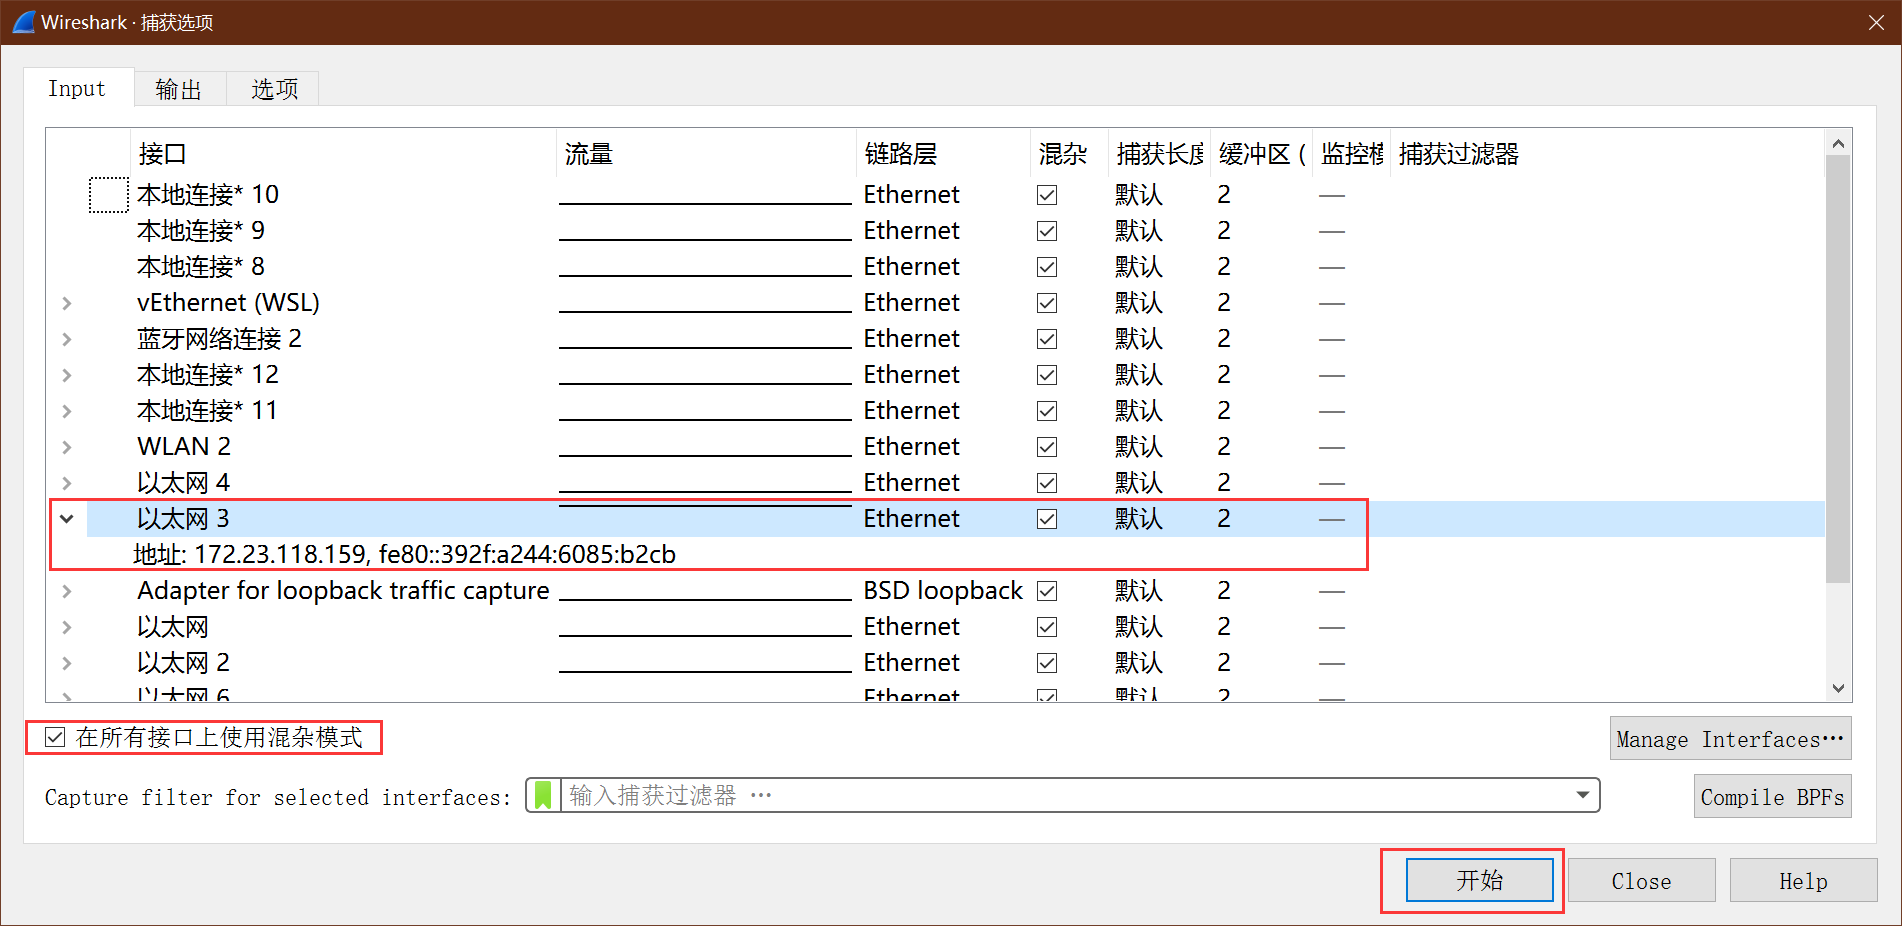 Wireshark · 捕获选项
Input 输出 选项
接口 流量 链路层 混杂 捕获长度 缓冲区 ( 监控模 捕获过滤器
本地连接* 10 Ethernet 默认 2 —
本地连接* 9 Ethernet 默认 2 —
本地连接* 8 Ethernet 默认 2 —
vEthernet (WSL) Ethernet 默认 2 —
蓝牙网络连接 2 Ethernet 默认 2 —
本地连接* 12 Ethernet 默认 2 —
本地连接* 11 Ethernet 默认 2 —
WLAN 2 Ethernet 默认 2 —
以太网 4 Ethernet 默认 2 —
以太网 3 Ethernet 默认 2 —
地址: 172.23.118.159, fe80::392f:a244:6085:b2cb
Adapter for loopback traffic capture BSD loopback 默认 2 —
以太网 Ethernet 默认 2 —
以太网 2 Ethernet 默认 2 —
以太网 6 Ethernet 默认 2 —
在所有接口上使用混杂模式
Manage Interfaces…
Capture filter for selected interfaces: 输入捕获过滤器 … Compile BPFs
开始 Close Help